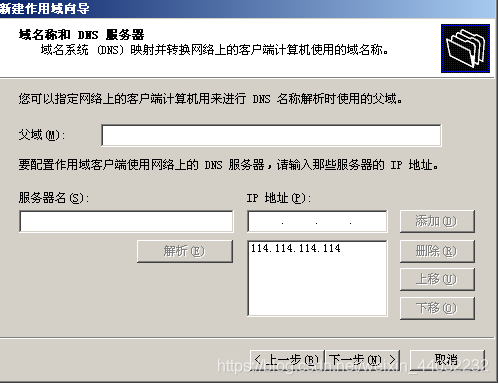 新建作用域向导
域名称和 DNS 服务器
域名系统 (DNS) 映射并转换网络上的客户端计算机使用的域名称。
您可以指定网络上的客户端计算机用来进行 DNS 名称解析时使用的父域。
父域(M):
要配置作用域客户端使用网络上的 DNS 服务器，请输入那些服务器的 IP 地址。
服务器名(S):
IP 地址(P):
. . .
添加(D)
解析(E)
114.114.114.114
删除(R)
上移(U)
下移(O)
< 上一步(B)
下一步(N) >
取消